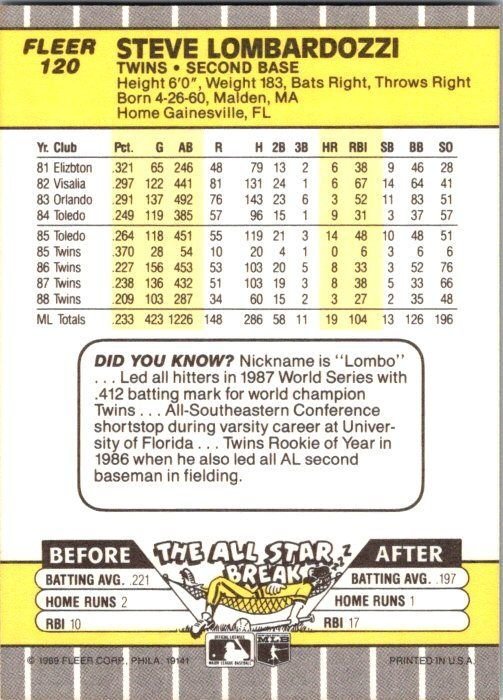 FLEER
120
STEVE LOMBARDOZZI
TWINS • SECOND BASE
Height 6'0", Weight 183, Bats Right, Throws Right
Born 4-26-60, Malden, MA
Home Gainesville, FL
Yr. Club Pct. G AB R H 2B 3B HR RBI SB BB SO
81 Elizbton .321 65 246 48 79 13 2 6 38 9 46 28
82 Visalia .297 122 441 81 131 24 1 6 67 14 64 41
83 Orlando .291 137 492 76 143 23 6 3 52 11 83 51
84 Toledo .249 119 385 57 96 15 1 9 31 3 37 57
85 Toledo .264 118 451 55 119 21 3 14 48 10 48 51
85 Twins .370 28 54 10 20 4 1 0 6 3 6 6
86 Twins .227 156 453 53 103 20 5 8 33 3 52 76
87 Twins .238 136 432 51 103 19 3 8 38 5 33 66
88 Twins .209 103 287 34 60 15 2 3 27 2 35 48
ML Totals .233 423 1226 148 286 58 11 19 104 13 126 196
DID YOU KNOW? Nickname is "Lombo"
. . . Led all hitters in 1987 World Series with
.412 batting mark for world champion
Twins . . . All-Southeastern Conference
shortstop during varsity career at Univer-
sity of Florida . . . Twins Rookie of Year in
1986 when he also led all AL second
baseman in fielding.
BEFORE THE ALL STAR BREAK AFTER
BATTING AVG. .221 BATTING AVG. .197
HOME RUNS 2 HOME RUNS 1
RBI 10 RBI 17
© 1989 FLEER CORP., PHILA. 19141 PRINTED IN U.S.A.